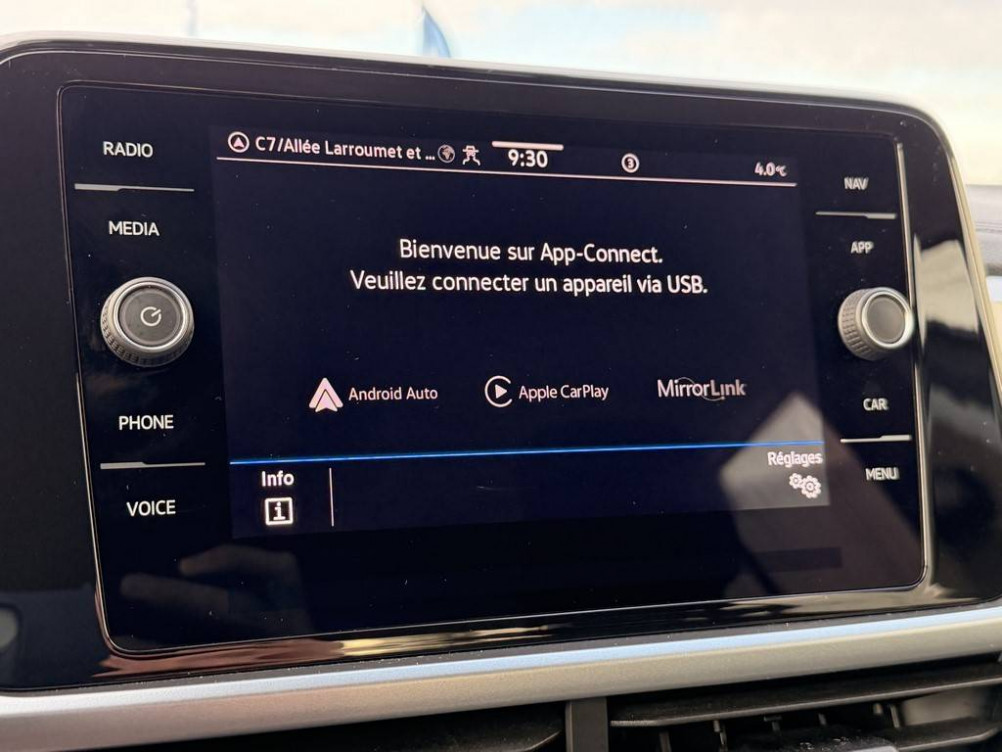 RADIO
C7/Allée Larroumet et ...
9:30
3
4.0°C
NAV
MEDIA
APP
Bienvenue sur App-Connect.
Veuillez connecter un appareil via USB.
Android Auto
Apple CarPlay
MirrorLink
PHONE
CAR
Info
i
Réglages
MENU
VOICE